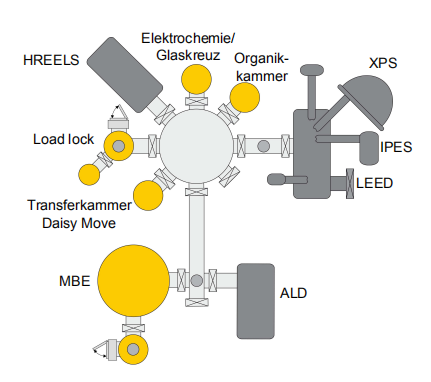 Elektrochemie/
Glaskreuz
HREELS
Organik-
kammer
XPS
Load lock
IPES
LEED
Transferkammer
Daisy Move
MBE
ALD